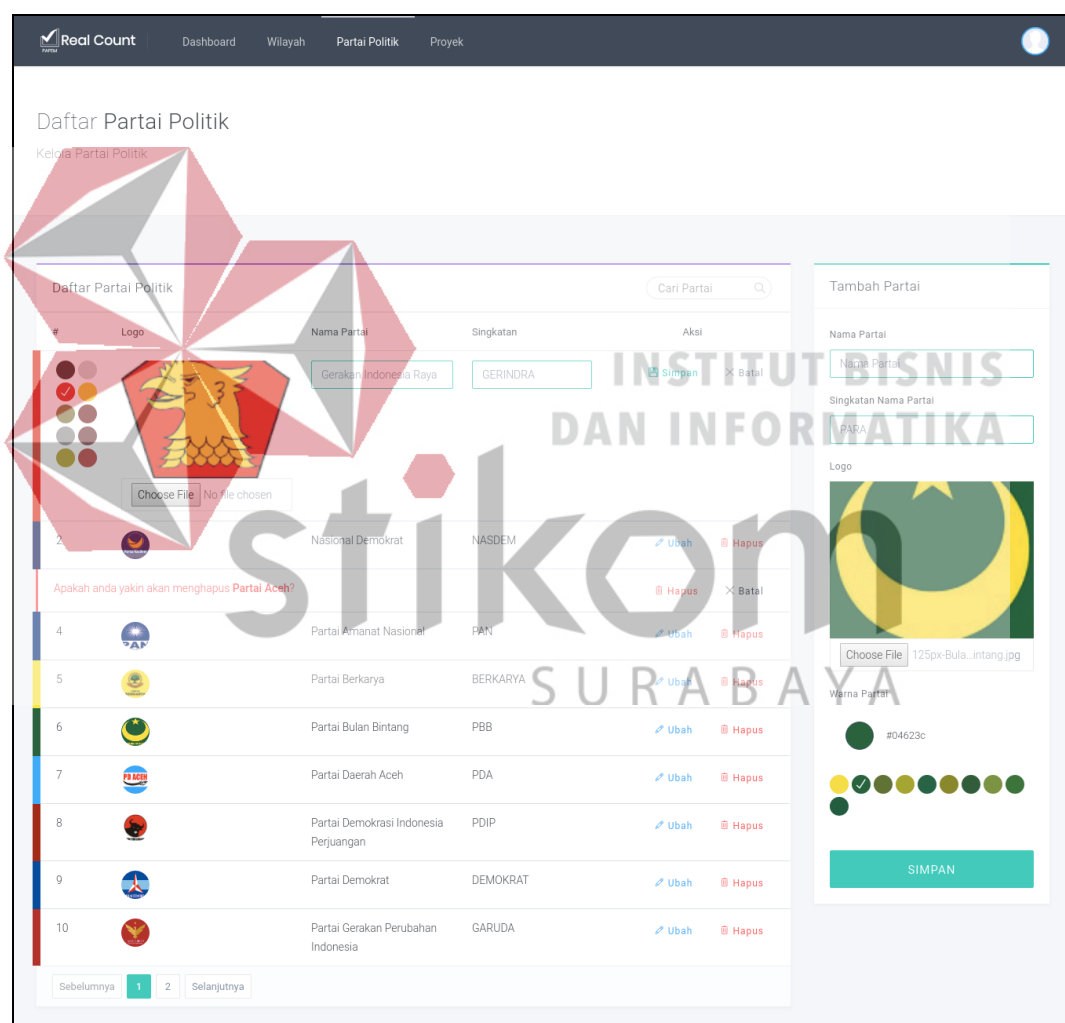 Real Count
Dashboard
Wilayah
Partai Politik
Proyek
Daftar Partai Politik
Kelola Partai Politik
Daftar Partai Politik
Cari Partai
# Logo Nama Partai Singkatan Aksi
Gerakan Indonesia Raya GERINDRA Simpan Batal
Choose File No file chosen
2 Nasional Demokrat NASDEM Ubah Hapus
Apakah anda yakin akan menghapus Partai Aceh? Hapus Batal
4 PAN Partai Amanat Nasional PAN Ubah Hapus
5 Partai Berkarya BERKARYA Ubah Hapus
6 Partai Bulan Bintang PBB Ubah Hapus
7 PD ACEH Partai Daerah Aceh PDA Ubah Hapus
8 Partai Demokrasi Indonesia PDIP Ubah Hapus
Perjuangan
9 Partai Demokrat DEMOKRAT Ubah Hapus
10 Partai Gerakan Perubahan GARUDA Ubah Hapus
Indonesia
Sebelumnya 1 2 Selanjutnya
Tambah Partai
Nama Partai
Nama Partai
Singkatan Nama Partai
PARA
Logo
Choose File 125px-Bula...intang.jpg
Warna Partai
#04623c
SIMPAN
INSTITUT BISNIS
DAN INFORMATIKA
stikom
SURABAYA